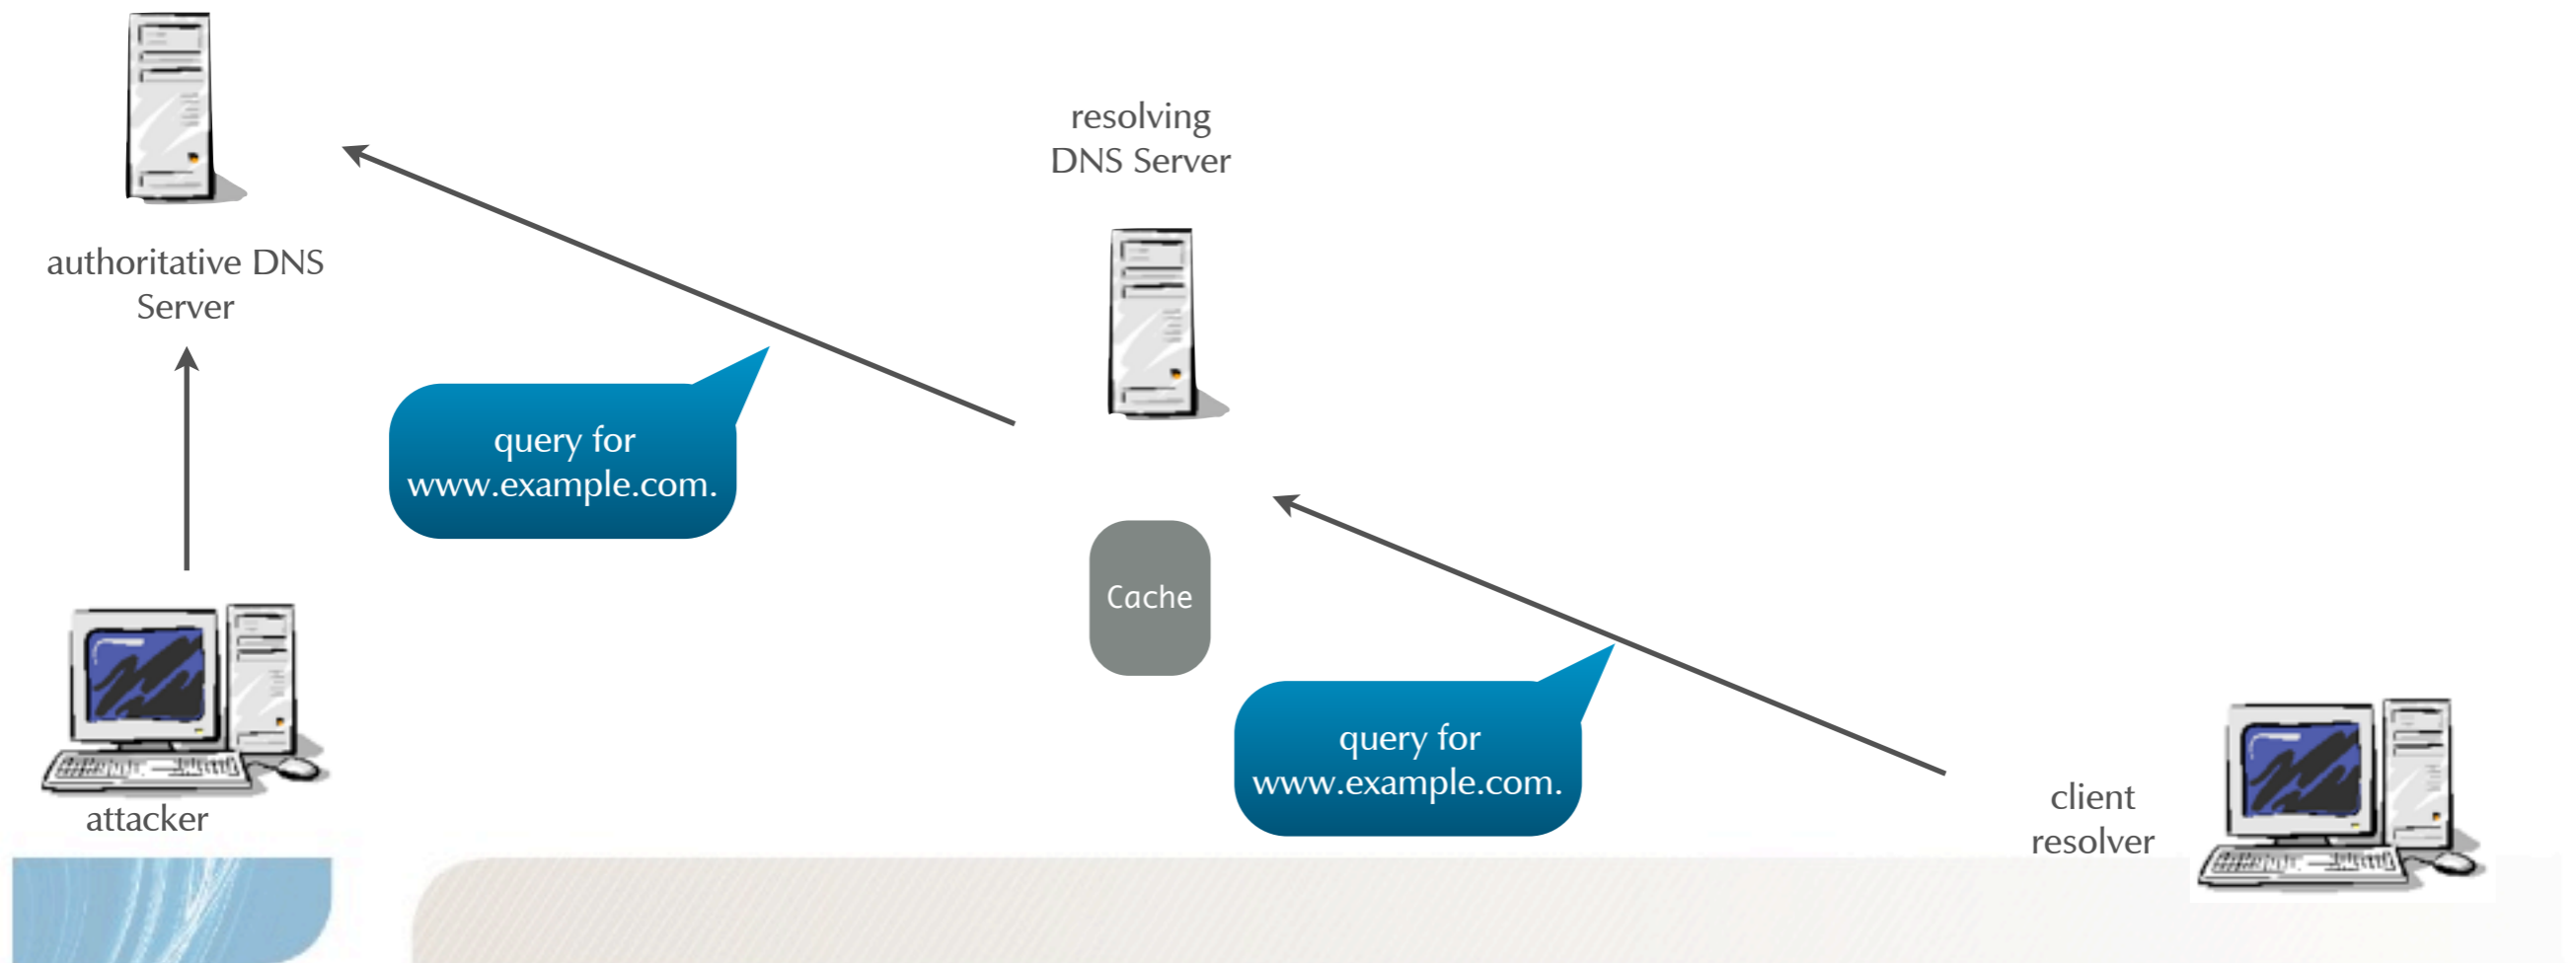 resolving
DNS Server
authoritative DNS
Server
query for
www.example.com.
Cache
query for
www.example.com.
client
resolver
attacker